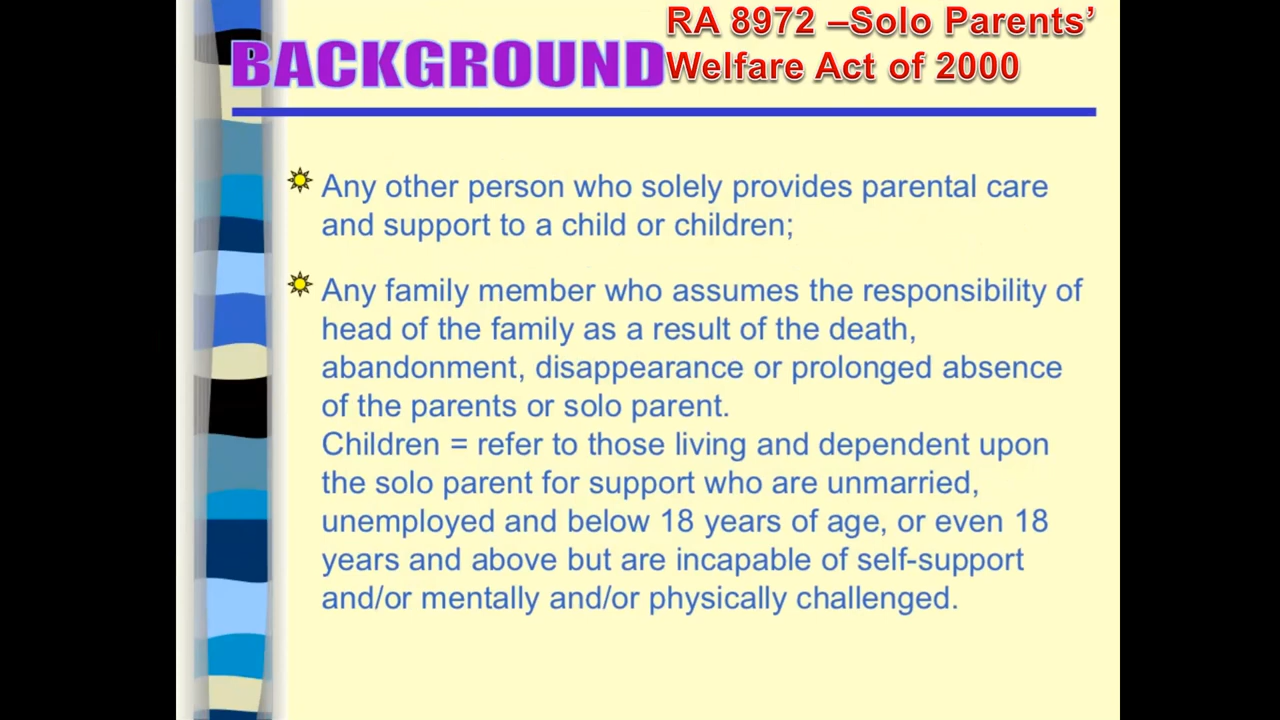 BACKGROUND
RA 8972 –Solo Parents’
Welfare Act of 2000
Any other person who solely provides parental care
and support to a child or children;
Any family member who assumes the responsibility of
head of the family as a result of the death,
abandonment, disappearance or prolonged absence
of the parents or solo parent.
Children = refer to those living and dependent upon
the solo parent for support who are unmarried,
unemployed and below 18 years of age, or even 18
years and above but are incapable of self-support
and/or mentally and/or physically challenged.